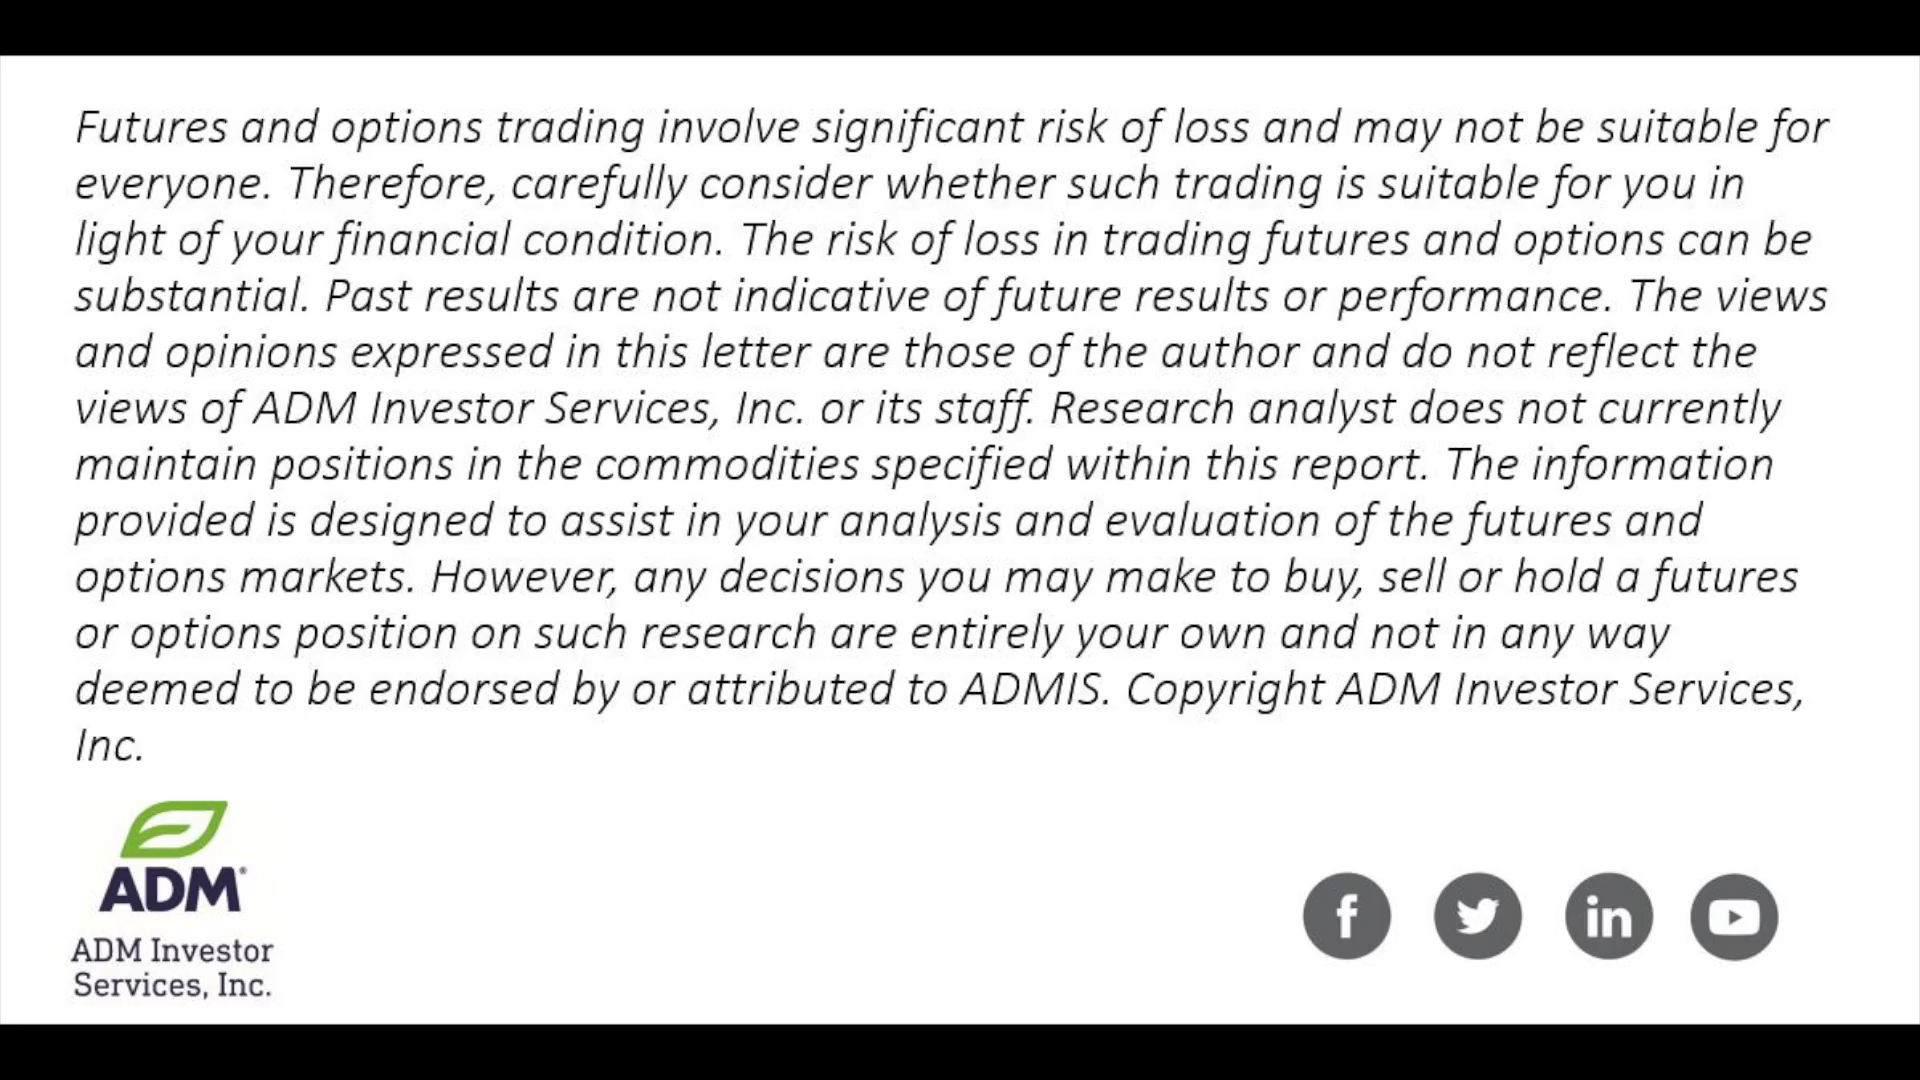 Futures and options trading involve significant risk of loss and may not be suitable for
everyone. Therefore, carefully consider whether such trading is suitable for you in
light of your financial condition. The risk of loss in trading futures and options can be
substantial. Past results are not indicative of future results or performance. The views
and opinions expressed in this letter are those of the author and do not reflect the
views of ADM Investor Services, Inc. or its staff. Research analyst does not currently
maintain positions in the commodities specified within this report. The information
provided is designed to assist in your analysis and evaluation of the futures and
options markets. However, any decisions you may make to buy, sell or hold a futures
or options position on such research are entirely your own and not in any way
deemed to be endorsed by or attributed to ADMIS. Copyright ADM Investor Services,
Inc.
ADM®
ADM Investor
Services, Inc.
f
in